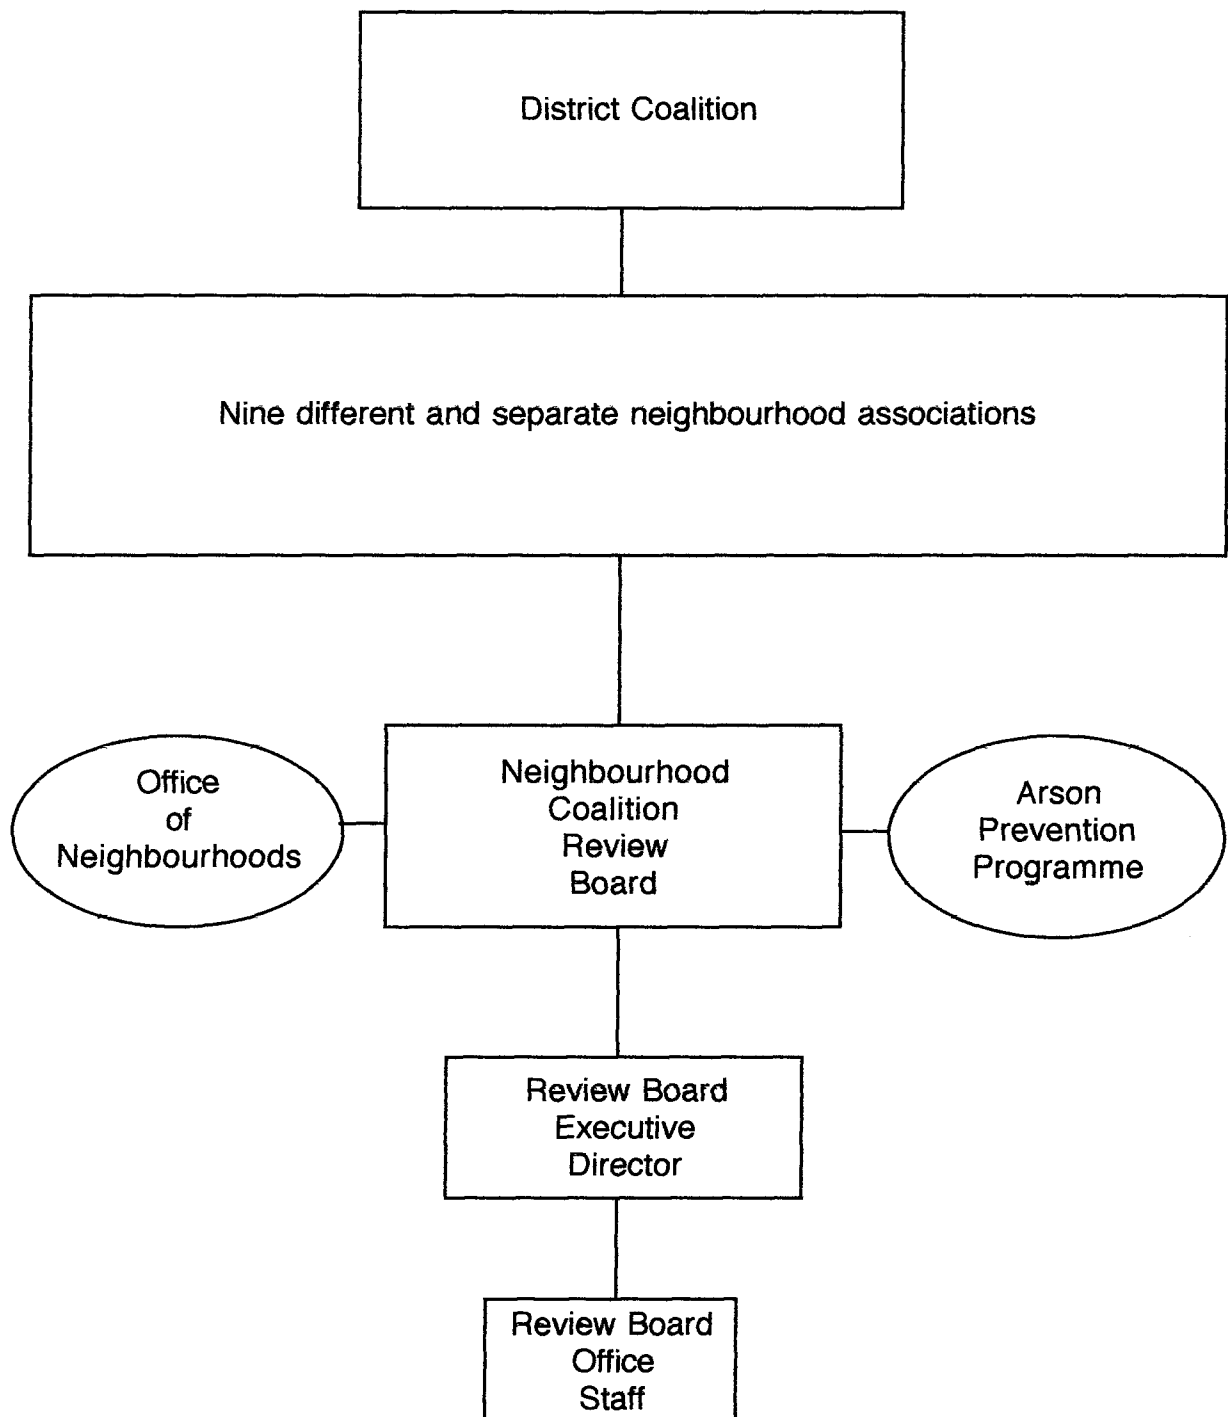 District Coalition
Nine different and separate neighbourhood associations
Office
of
Neighbourhoods
Neighbourhood
Coalition
Review
Board
Arson
Prevention
Programme
Review Board
Executive
Director
Review Board
Office
Staff